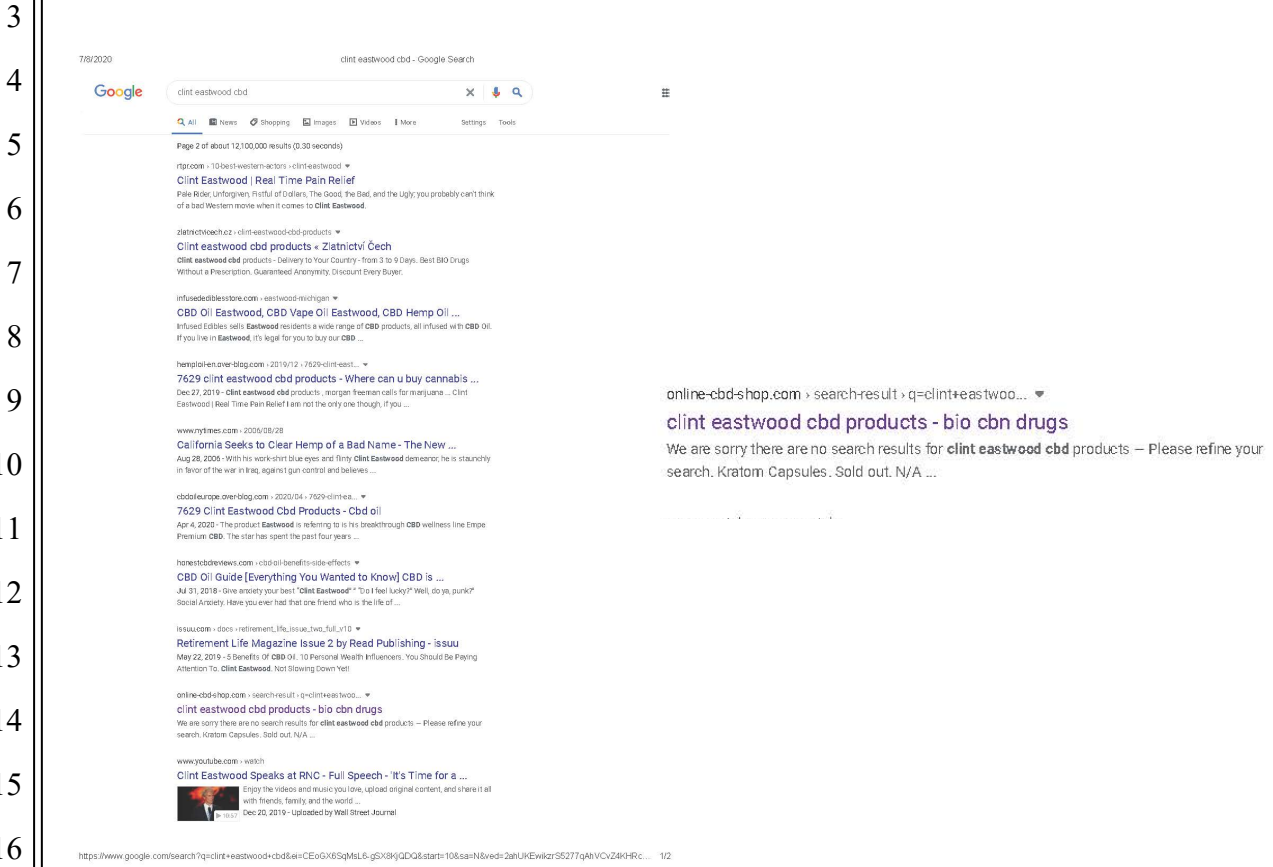 3
4
5
6
7
8
9
10
11
12
13
14
15
16
7/8/2020 clint eastwood cbd - Google Search
Google clint eastwood cbd
All News Shopping Images Videos More Settings Tools
Page 2 of about 12,100,000 results (0.30 seconds)
rtpr.com › 10-best-western-actors › clint-eastwood
Clint Eastwood | Real Time Pain Relief
Pale Rider, Unforgiven, Fistful of Dollars, The Good, the Bad, and the Ugly; you probably can't think
of a bad Western movie when it comes to Clint Eastwood.
zlatnictvicech.cz › clint-eastwood-cbd-products
Clint eastwood cbd products « Zlatnictví Čech
Clint eastwood cbd products - Delivery to Your Country - from 3 to 9 Days. Best BIO Drugs
Without a Prescription. Guaranteed Anonymity. Discount Every Buyer.
infusedediblesstore.com › eastwood-michigan
CBD Oil Eastwood, CBD Vape Oil Eastwood, CBD Hemp Oil ...
Infused Edibles sells Eastwood residents a wide range of CBD products, all infused with CBD Oil.
If you live in Eastwood, it's legal for you to buy our CBD ...
hemploil-en.over-blog.com › 2019/12 › 7629-clint-east...
7629 clint eastwood cbd products - Where can u buy cannabis ...
Dec 27, 2019 - Clint eastwood cbd products , morgan freeman calls for marijuana ... Clint
Eastwood | Real Time Pain Relief I am not the only one though, if you ...
www.nytimes.com › 2006/08/28
California Seeks to Clear Hemp of a Bad Name - The New ...
Aug 28, 2006 - With his work-shirt blue eyes and flinty Clint Eastwood demeanor, he is staunchly
in favor of the war in Iraq, against gun control and believes ...
cbdoileurope.over-blog.com › 2020/04 › 7629-clint-ea...
7629 Clint Eastwood Cbd Products - Cbd oil
Apr 4, 2020 - The product Eastwood is referring to is his breakthrough CBD wellness line Empe
Premium CBD. The star has spent the past four years ...
honestcbdreviews.com › cbd-oil-benefits-side-effects
CBD Oil Guide [Everything You Wanted to Know] CBD is ...
Jul 31, 2018 - Give anxiety your best "Clint Eastwood" * "Do I feel lucky?" Well, do ya, punk?"
Social Anxiety. Have you ever had that one friend who is the life of ...
issuu.com › docs › retirement_life_issue_two_full_v10
Retirement Life Magazine Issue 2 by Read Publishing - issuu
May 22, 2019 - 5 Benefits Of CBD Oil. 10 Personal Wealth Influencers. You Should Be Paying
Attention To. Clint Eastwood. Not Slowing Down Yet!
online-cbd-shop.com › search-result › q=clint+eastwoo...
clint eastwood cbd products - bio cbn drugs
We are sorry there are no search results for clint eastwood cbd products — Please refine your
search. Kratom Capsules. Sold out. N/A ...
www.youtube.com › watch
Clint Eastwood Speaks at RNC - Full Speech - 'It's Time for a ...
Enjoy the videos and music you love, upload original content, and share it all
with friends, family, and the world ...
10:57
Dec 20, 2019 - Uploaded by Wall Street Journal
online-cbd-shop.com › search-result › q=clint+eastwoo...
clint eastwood cbd products - bio cbn drugs
We are sorry there are no search results for clint eastwood cbd products — Please refine your
search. Kratom Capsules. Sold out. N/A ...
1/2